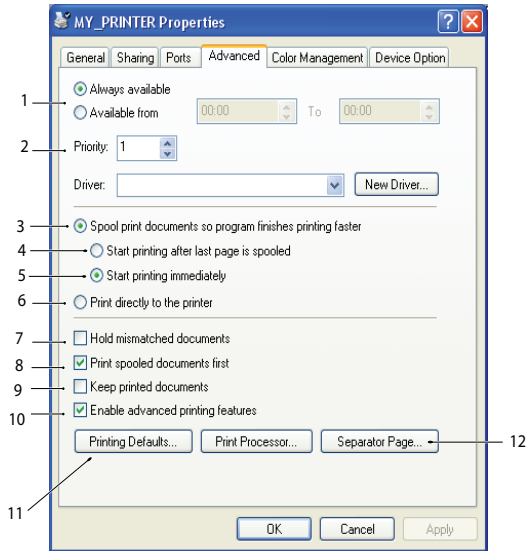 MY_PRINTER Properties
General Sharing Ports Advanced Color Management Device Option
1 Always available
Available from 00:00 To 00:00
2 Priority: 1
Driver: New Driver...
3 Spool print documents so program finishes printing faster
4 Start printing after last page is spooled
5 Start printing immediately
6 Print directly to the printer
7 Hold mismatched documents
8 Print spooled documents first
9 Keep printed documents
10 Enable advanced printing features
Printing Defaults... Print Processor... Separator Page... 12
11
OK Cancel Apply